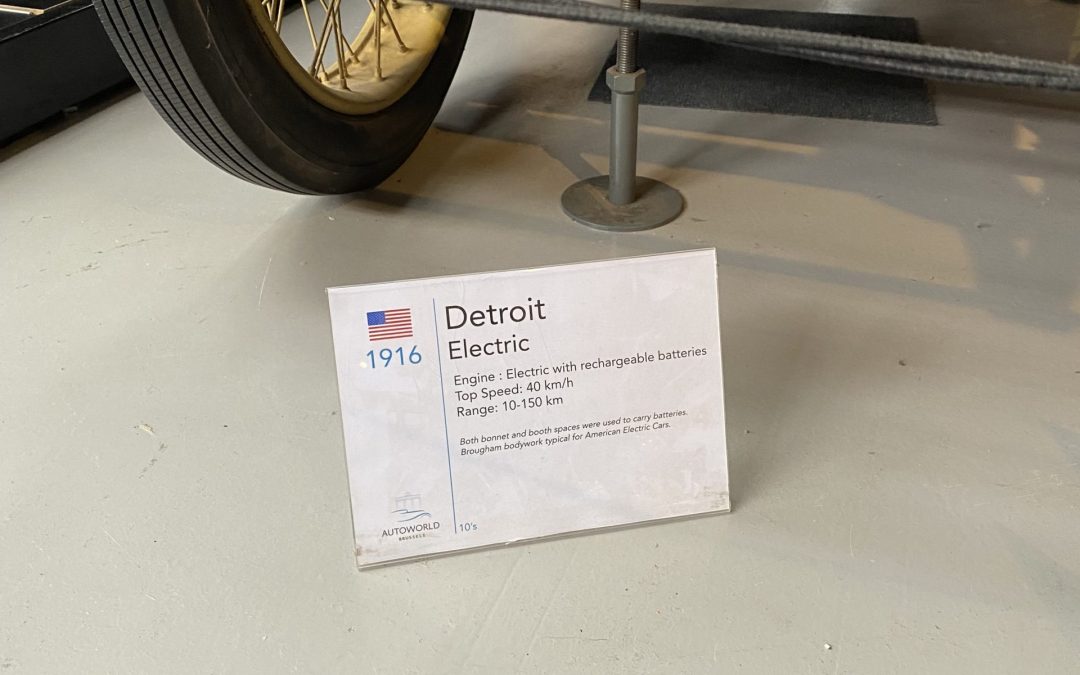 1916
Detroit
Electric
Engine : Electric with rechargeable batteries
Top Speed: 40 km/h
Range: 10-150 km
Both bonnet and booth spaces were used to carry batteries.
Brougham bodywork typical for American Electric Cars.
AUTOWORLD
BRUSSELS
10's